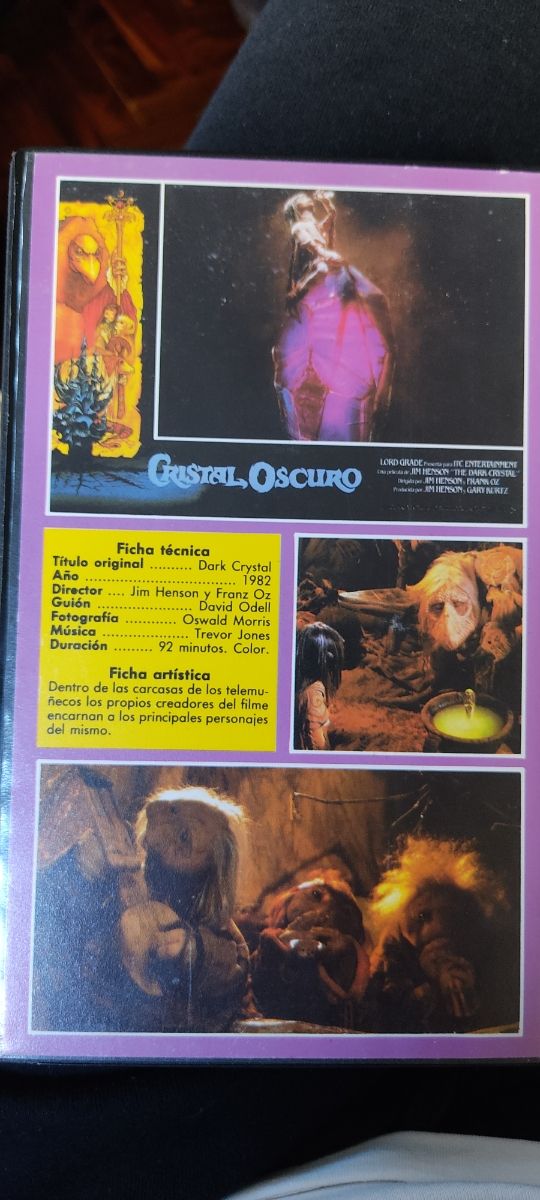 CRISTAL OSCURO
LORD GRADE Presenta para ITC ENTERTAINMENT
Una película de JIM HENSON "THE DARK CRYSTAL"
Dirigida por JIM HENSON y FRANK OZ
Producida por JIM HENSON y GARY KURTZ
Ficha técnica
Título original .......... Dark Crystal
Año .................................... 1982
Director .... Jim Henson y Franz Oz
Guión ......................... David Odell
Fotografía ............ Oswald Morris
Música ..................... Trevor Jones
Duración ......... 92 minutos. Color.
Ficha artística
Dentro de las carcasas de los telemu-
ñecos los propios creadores del filme
encarnan a los principales personajes
del mismo.